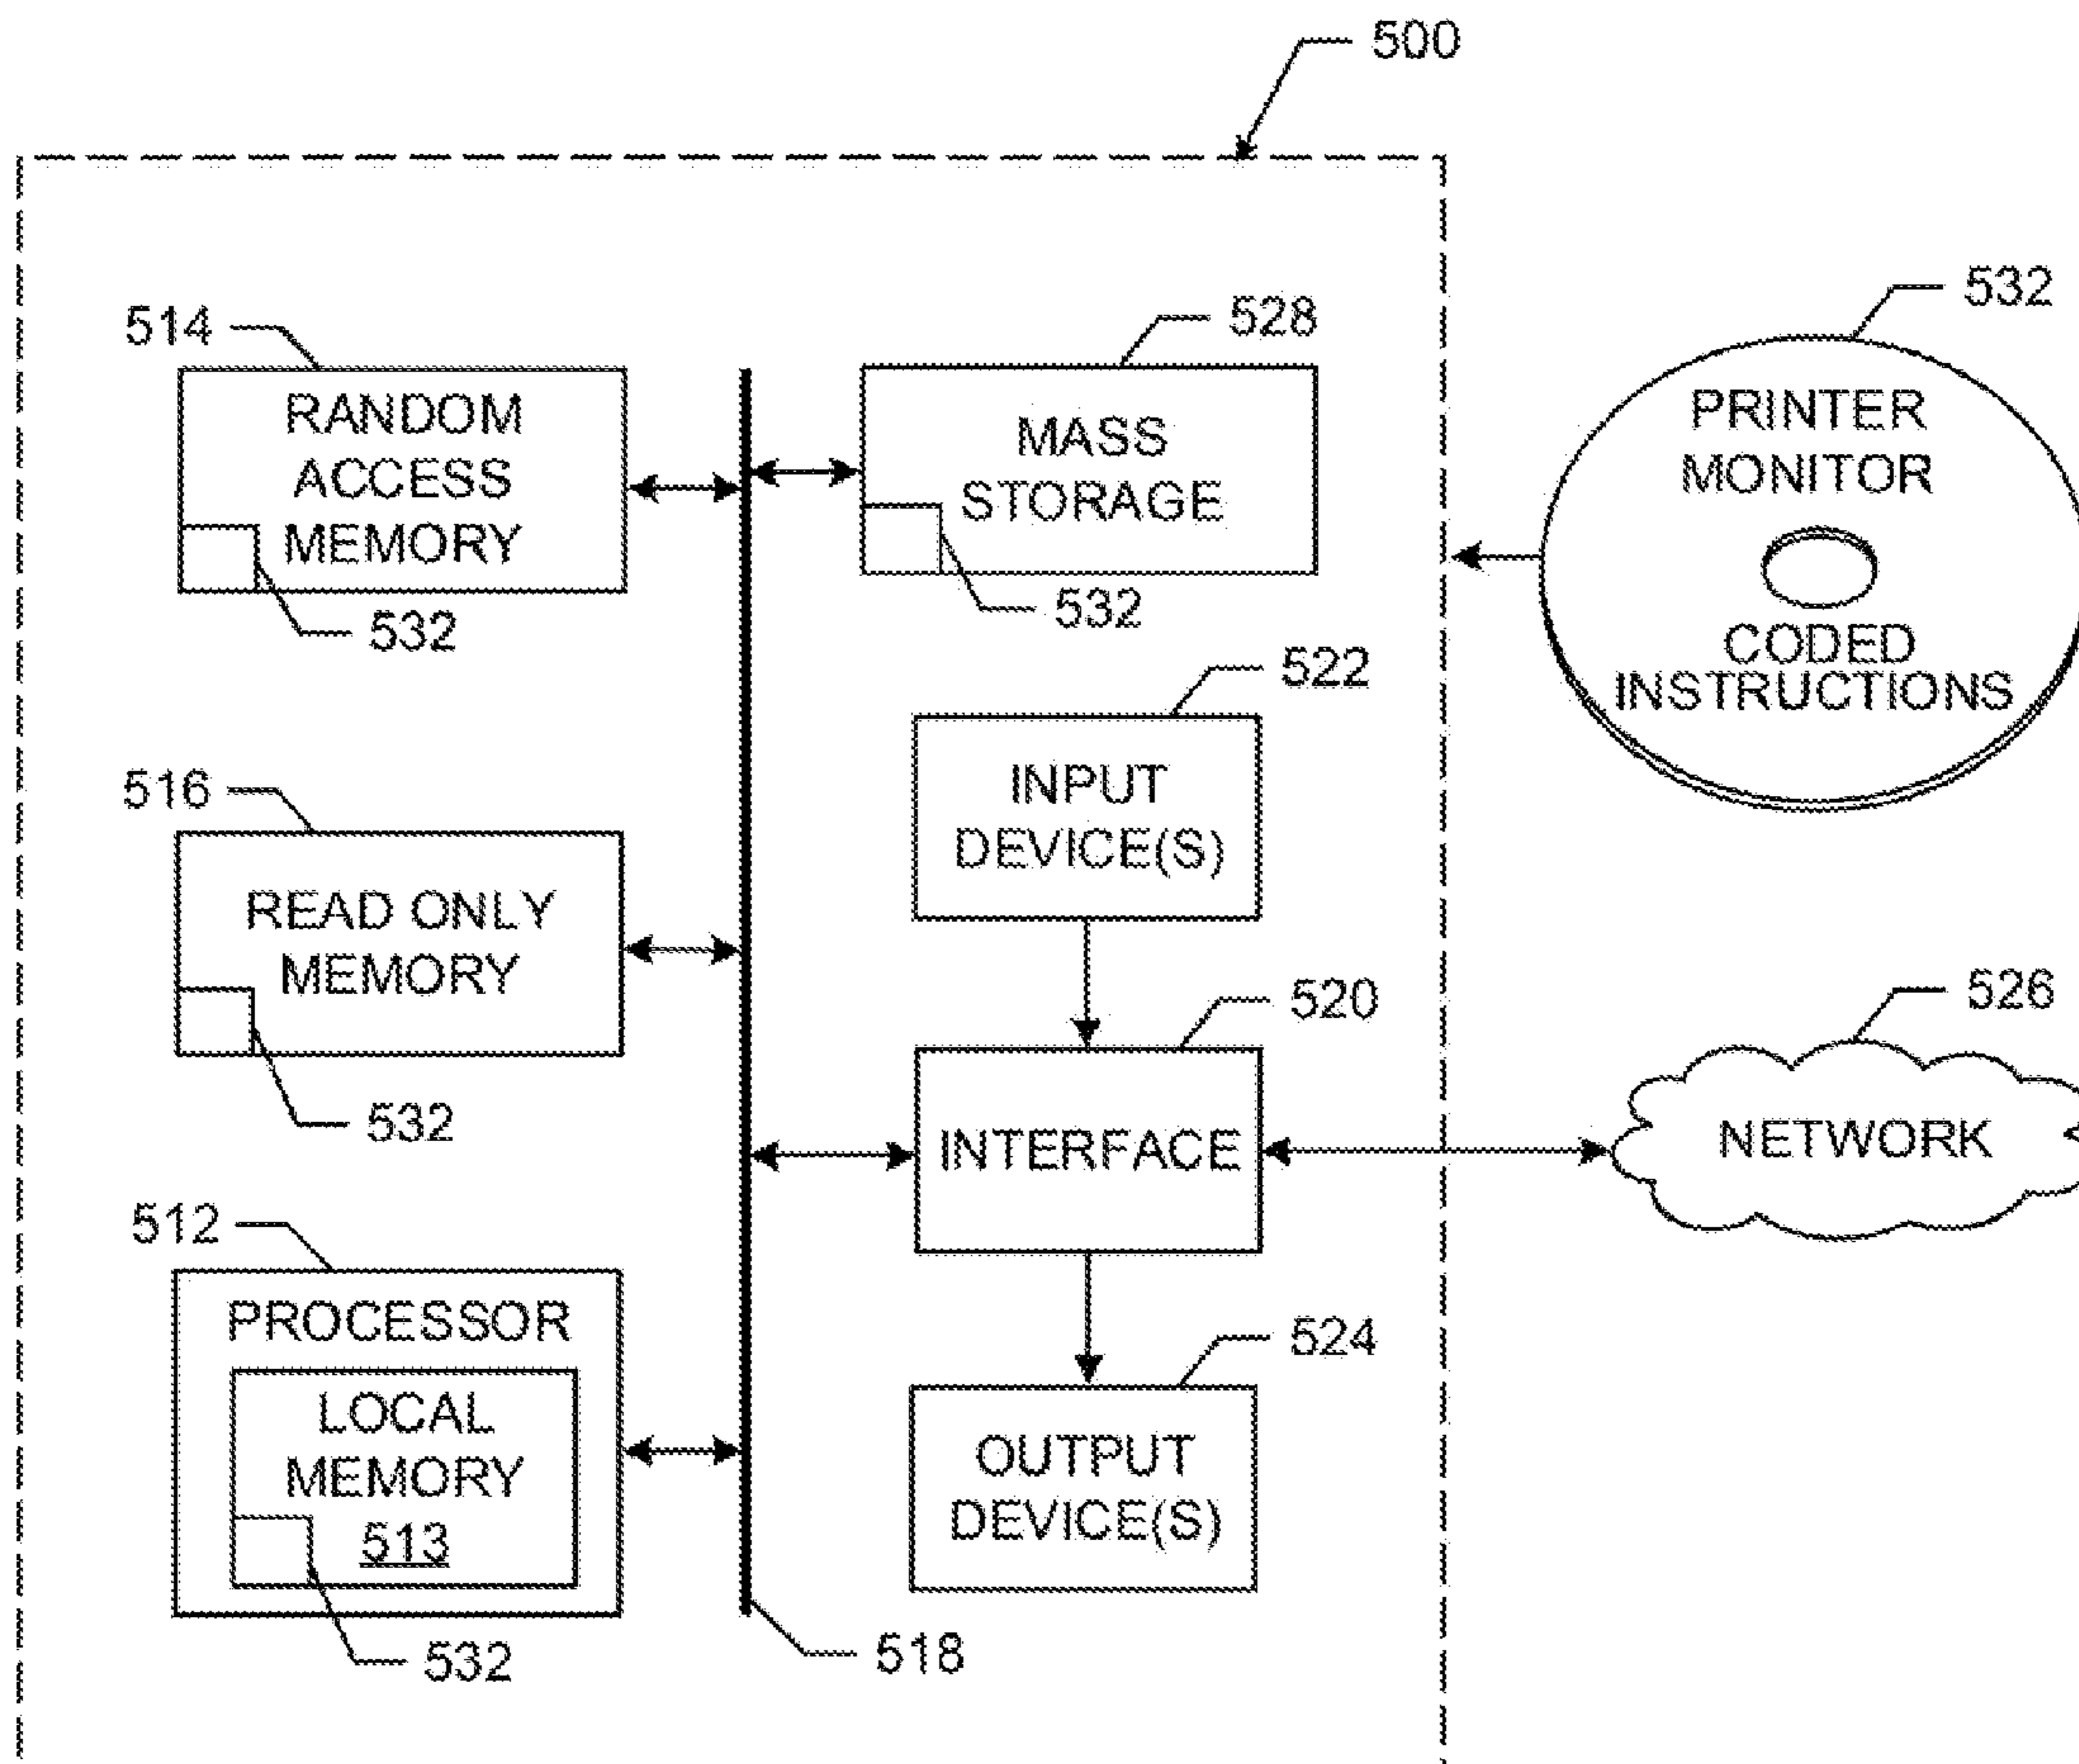 500
514
RANDOM
ACCESS
MEMORY
532
528
MASS
STORAGE
532
532
PRINTER
MONITOR
CODED
INSTRUCTIONS
522
INPUT
DEVICE(S)
516
READ ONLY
MEMORY
532
520
INTERFACE
526
NETWORK
512
PROCESSOR
LOCAL
MEMORY
513
532
518
524
OUTPUT
DEVICE(S)